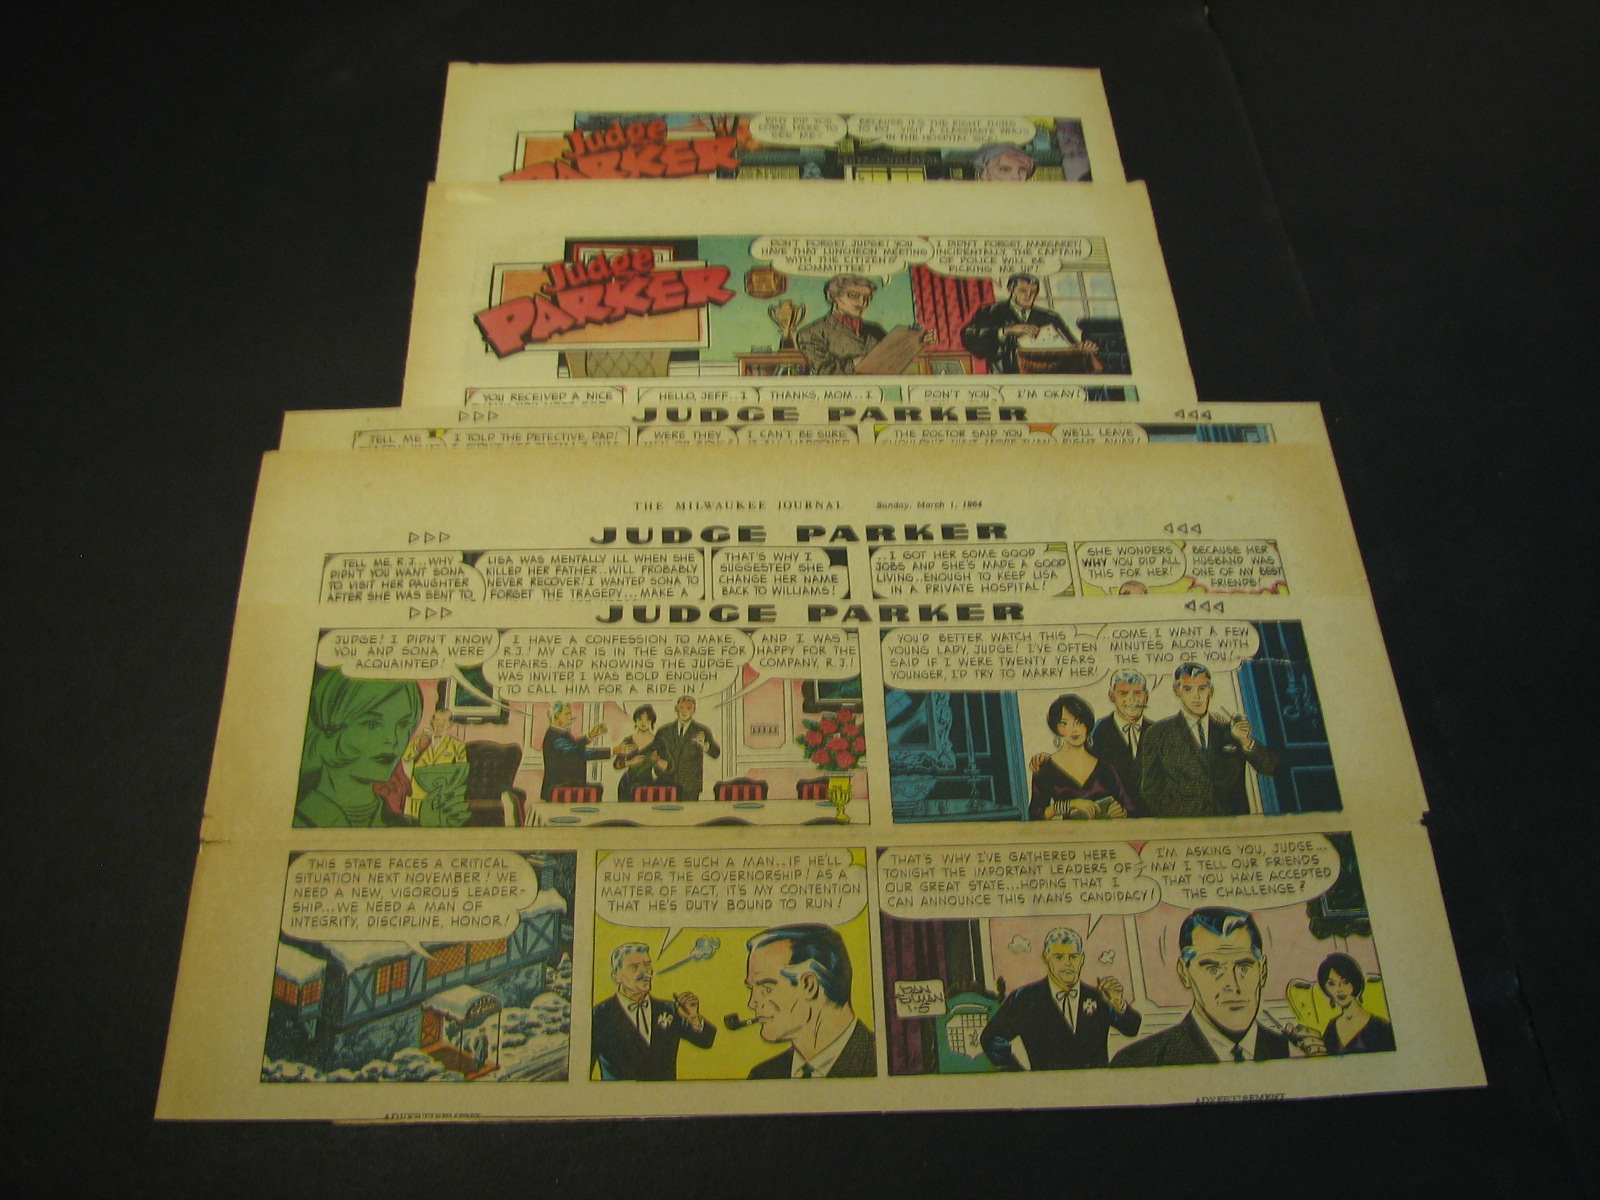 Judge
PARKER
WHY DID YOU
COME HERE TO
SEE ME?
BECAUSE IT'S THE RIGHT THING
TO DO.. VISIT A CLASSMATE WHO'S
IN THE HOSPITAL SICK!
Judge
PARKER
DON'T FORGET, JUDGE! YOU
HAVE THAT LUNCHEON MEETING
WITH THE CITIZENS'
COMMITTEE!
I DIDN'T FORGET, MARGARET!
INCIDENTALLY, THE CAPTAIN
OF POLICE WILL BE
PICKING ME UP!
YOU RECEIVED A NICE
HELLO, JEFF..I
THANKS, MOM..I
DON'T YOU
I'M OKAY!
JUDGE PARKER
TELL ME
I TOLD THE DETECTIVE, DAD!
WERE THEY
I CAN'T BE SURE
THE DOCTOR SAID YOU
WE'LL LEAVE
RIGHT AWAY!
THE MILWAUKEE JOURNAL Sunday, March 1, 1964
JUDGE PARKER
TELL ME, R.J...WHY
DIDN'T YOU WANT SONA
TO VISIT HER DAUGHTER
AFTER SHE WAS SENT TO
LISA WAS MENTALLY ILL WHEN SHE
KILLED HER FATHER..WILL PROBABLY
NEVER RECOVER! I WANTED SONA TO
FORGET THE TRAGEDY...MAKE A
THAT'S WHY I
SUGGESTED SHE
CHANGE HER NAME
BACK TO WILLIAMS!
..I GOT HER SOME GOOD
JOBS AND SHE'S MADE A GOOD
LIVING..ENOUGH TO KEEP LISA
IN A PRIVATE HOSPITAL!
SHE WONDERS
WHY YOU DID ALL
THIS FOR HER!
BECAUSE HER
HUSBAND WAS
ONE OF MY BEST
FRIENDS!
JUDGE PARKER
JUDGE! I DIDN'T KNOW
YOU AND SONA WERE
ACQUAINTED!
I HAVE A CONFESSION TO MAKE,
R.J.! MY CAR IS IN THE GARAGE FOR
REPAIRS..AND KNOWING THE JUDGE
WAS INVITED, I WAS BOLD ENOUGH
TO CALL HIM FOR A RIDE IN!
AND I WAS
HAPPY FOR THE
COMPANY, R.J.!
YOU'D BETTER WATCH THIS
YOUNG LADY, JUDGE! I'VE OFTEN
SAID IF I WERE TWENTY YEARS
YOUNGER, I'D TRY TO MARRY HER!
..COME, I WANT A FEW
MINUTES ALONE WITH
THE TWO OF YOU!
THIS STATE FACES A CRITICAL
SITUATION NEXT NOVEMBER! WE
NEED A NEW, VIGOROUS LEADER-
SHIP...WE NEED A MAN OF
INTEGRITY, DISCIPLINE, HONOR!
WE HAVE SUCH A MAN..IF HE'LL
RUN FOR THE GOVERNORSHIP! AS A
MATTER OF FACT, IT'S MY CONTENTION
THAT HE'S DUTY BOUND TO RUN!
THAT'S WHY I'VE GATHERED HERE
TONIGHT THE IMPORTANT LEADERS OF
OUR GREAT STATE...HOPING THAT I
CAN ANNOUNCE THIS MAN'S CANDIDACY!
I'M ASKING YOU, JUDGE...
MAY I TELL OUR FRIENDS
THAT YOU HAVE ACCEPTED
THE CHALLENGE?
DAN
HEILMAN
1-5
ADVERTISEMENT
ADVERTISEMENT